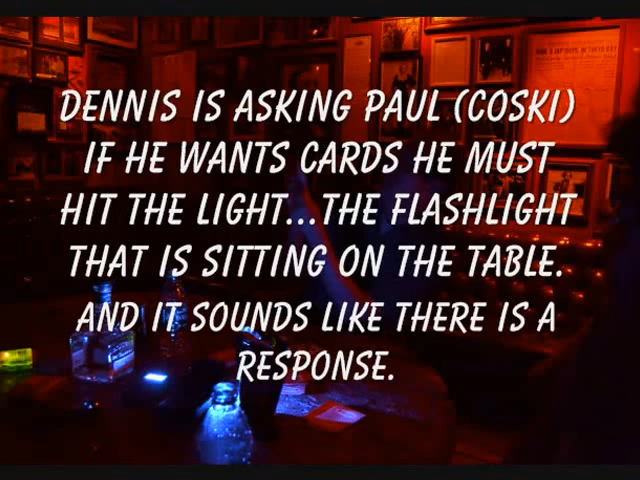 DENNIS IS ASKING PAUL (COSKI)
IF HE WANTS CARDS HE MUST
HIT THE LIGHT...THE FLASHLIGHT
THAT IS SITTING ON THE TABLE.
AND IT SOUNDS LIKE THERE IS A
RESPONSE.